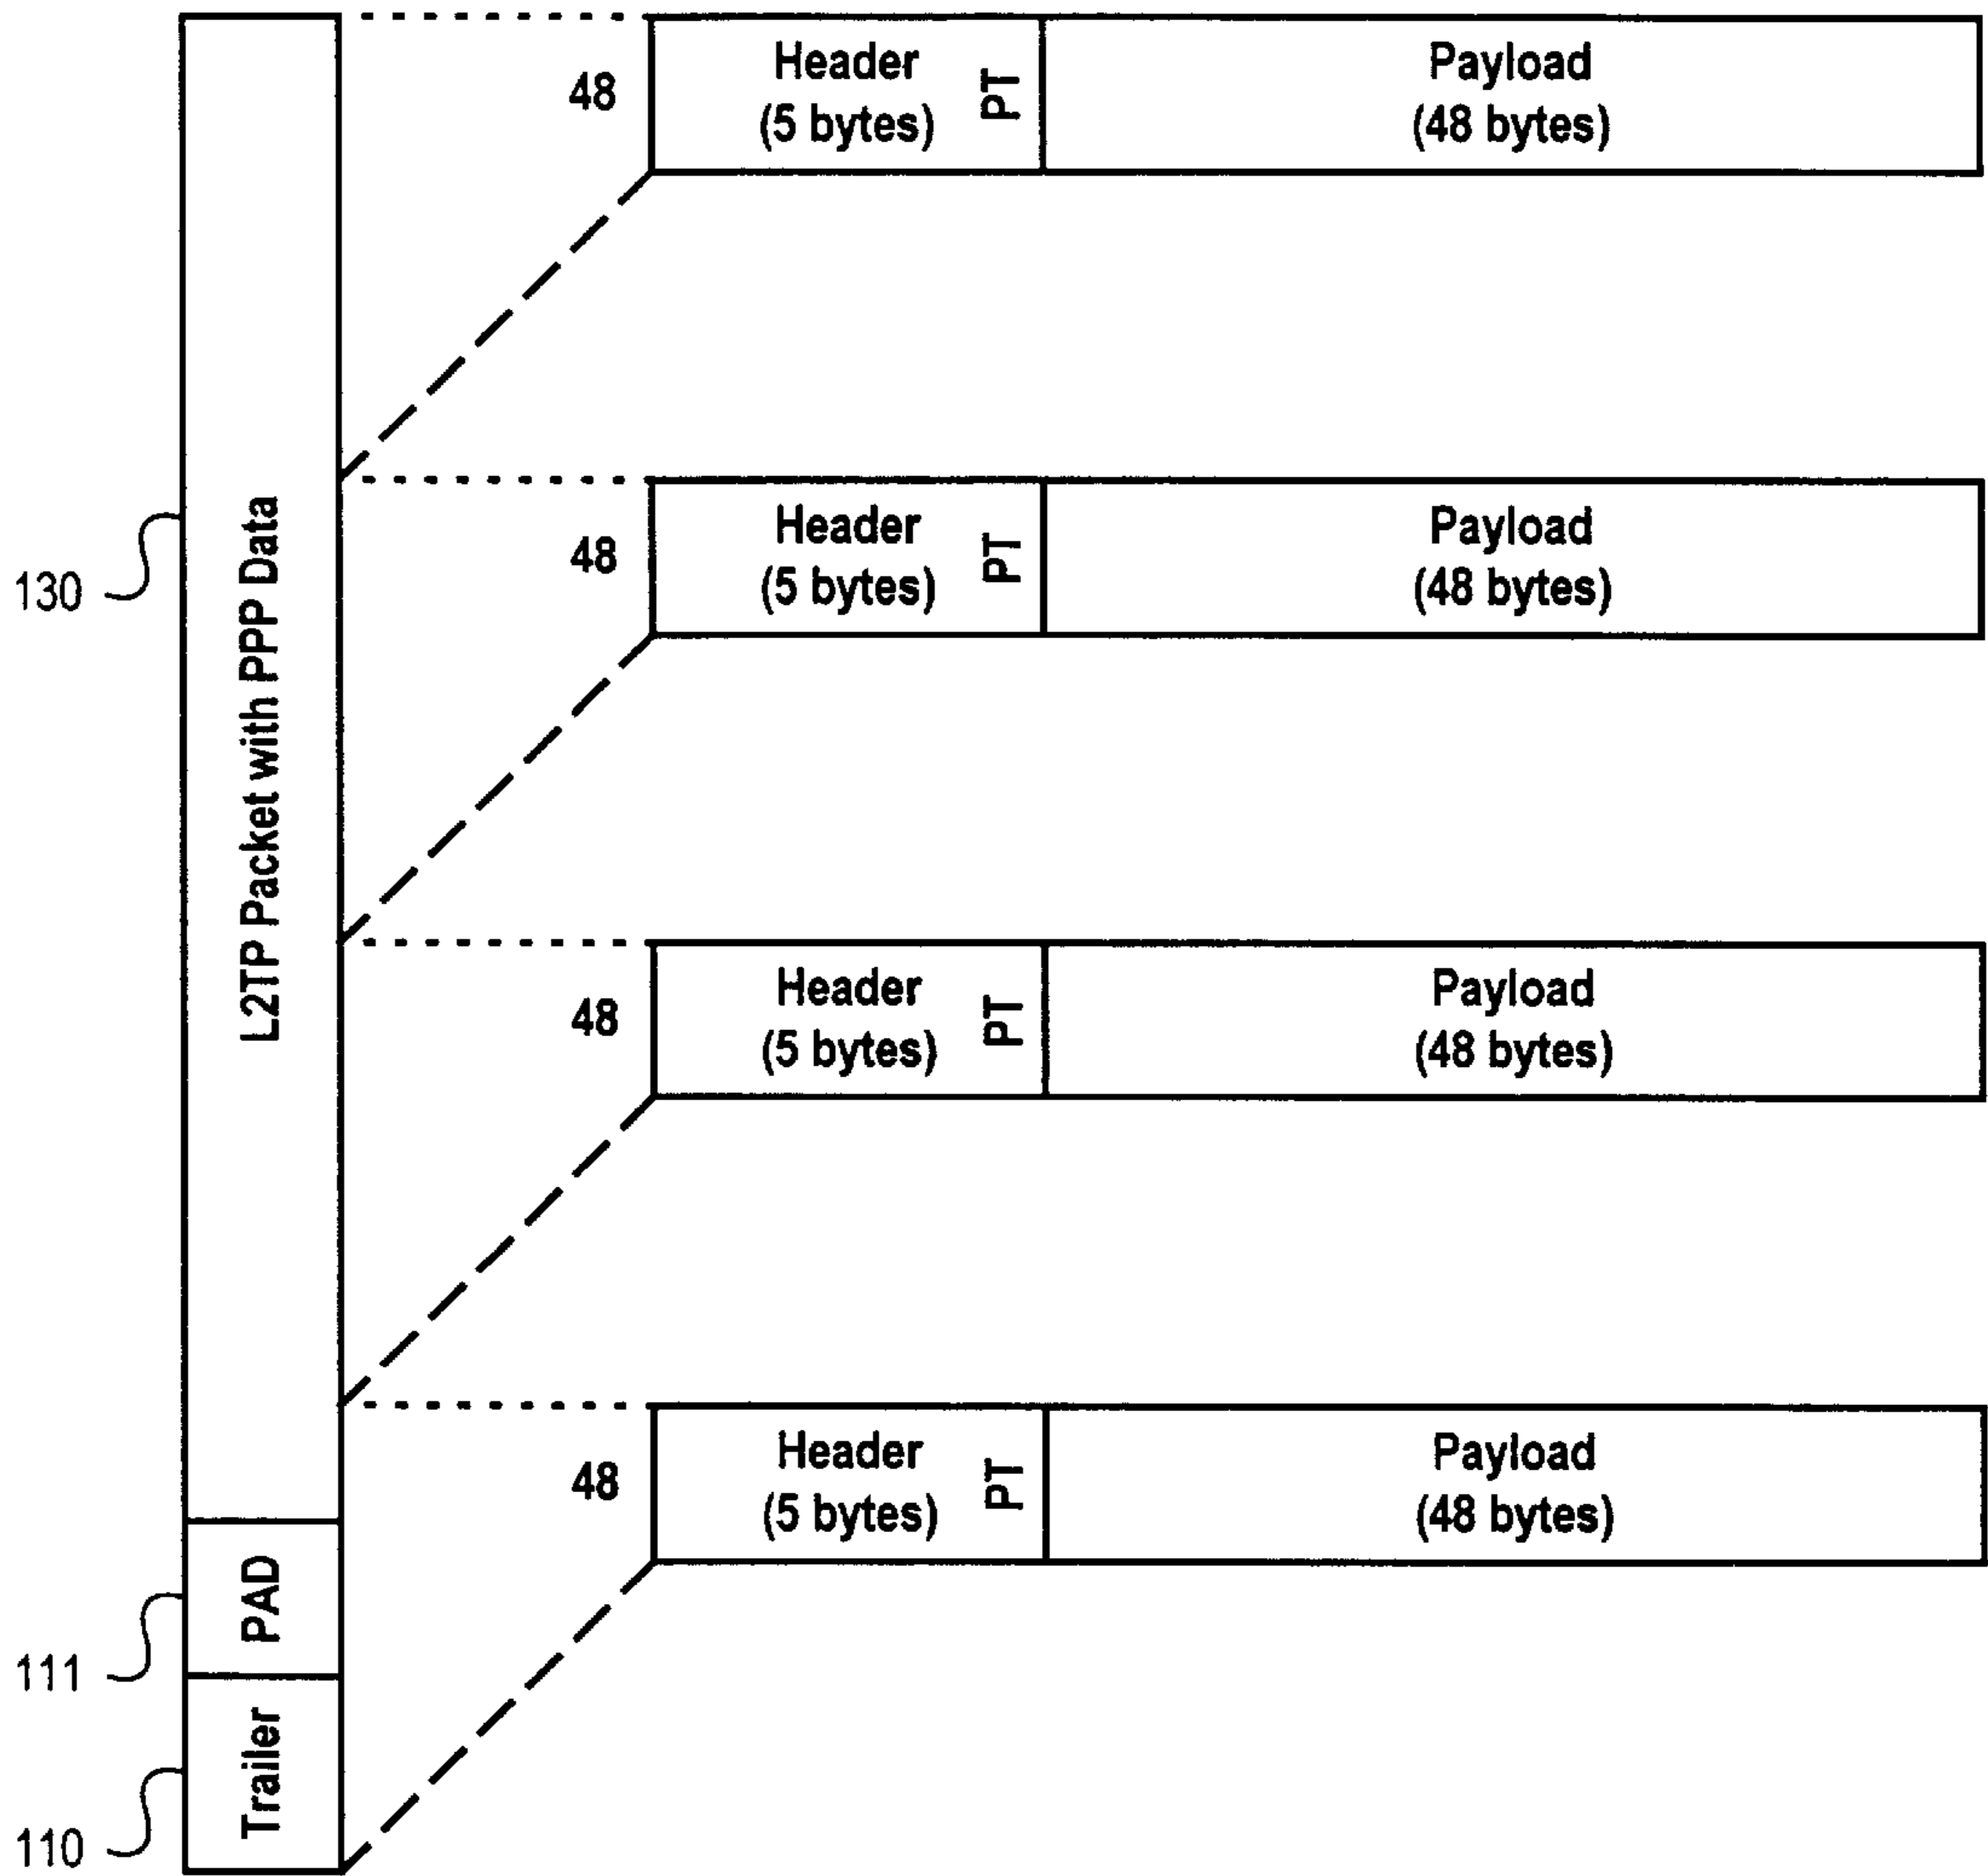 130
L2TP Packet with PPP Data
111
PAD
110
Trailer
48
Header
(5 bytes)
PT
Payload
(48 bytes)
48
Header
(5 bytes)
PT
Payload
(48 bytes)
48
Header
(5 bytes)
PT
Payload
(48 bytes)
48
Header
(5 bytes)
PT
Payload
(48 bytes)